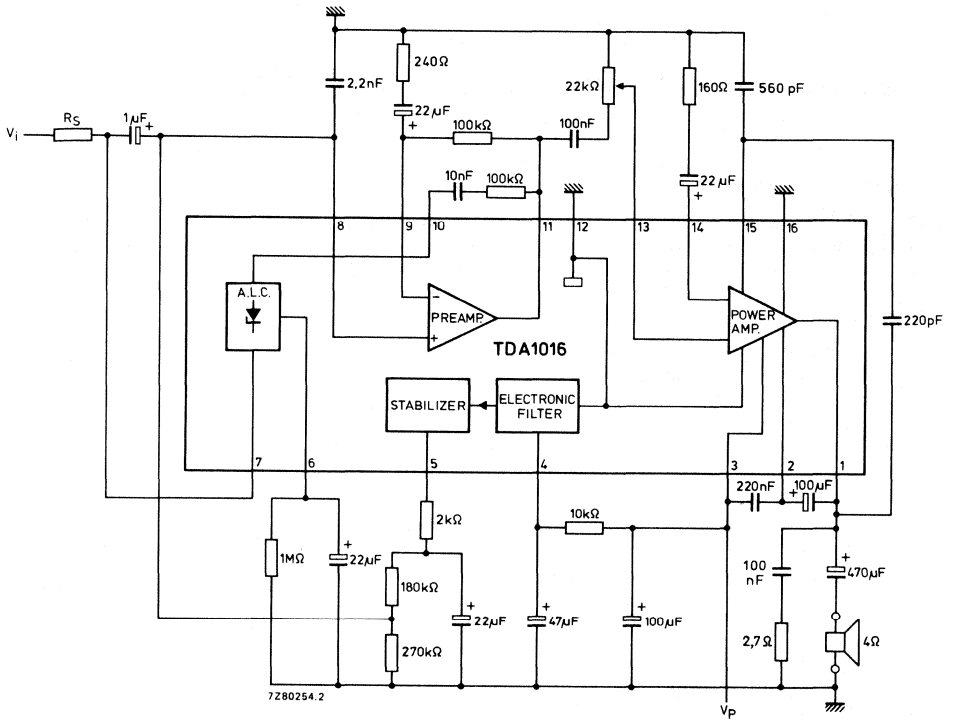 240Ω
2,2nF
22kΩ
160Ω
560 pF
Vi
RS
1µF
+
22µF
+
100kΩ
100nF
10nF
100kΩ
22µF
+
8
9
10
11
12
13
14
15
16
A.L.C.
−
PREAMP.
+
POWER
AMP.
220pF
TDA1016
STABILIZER
ELECTRONIC
FILTER
7
6
5
4
3
2
1
220nF
+
100µF
2kΩ
10kΩ
1MΩ
+
22µF
100
nF
+
470µF
180kΩ
+
22µF
+
47µF
+
100µF
2,7Ω
4Ω
270kΩ
7Z80254.2
VP